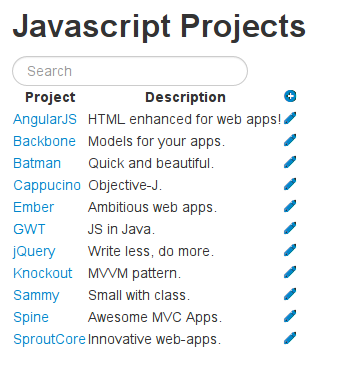 Javascript Projects
Search
Project Description
AngularJS HTML enhanced for web apps!
Backbone Models for your apps.
Batman Quick and beautiful.
Cappucino Objective-J.
Ember Ambitious web apps.
GWT JS in Java.
jQuery Write less, do more.
Knockout MVVM pattern.
Sammy Small with class.
Spine Awesome MVC Apps.
SproutCore Innovative web-apps.